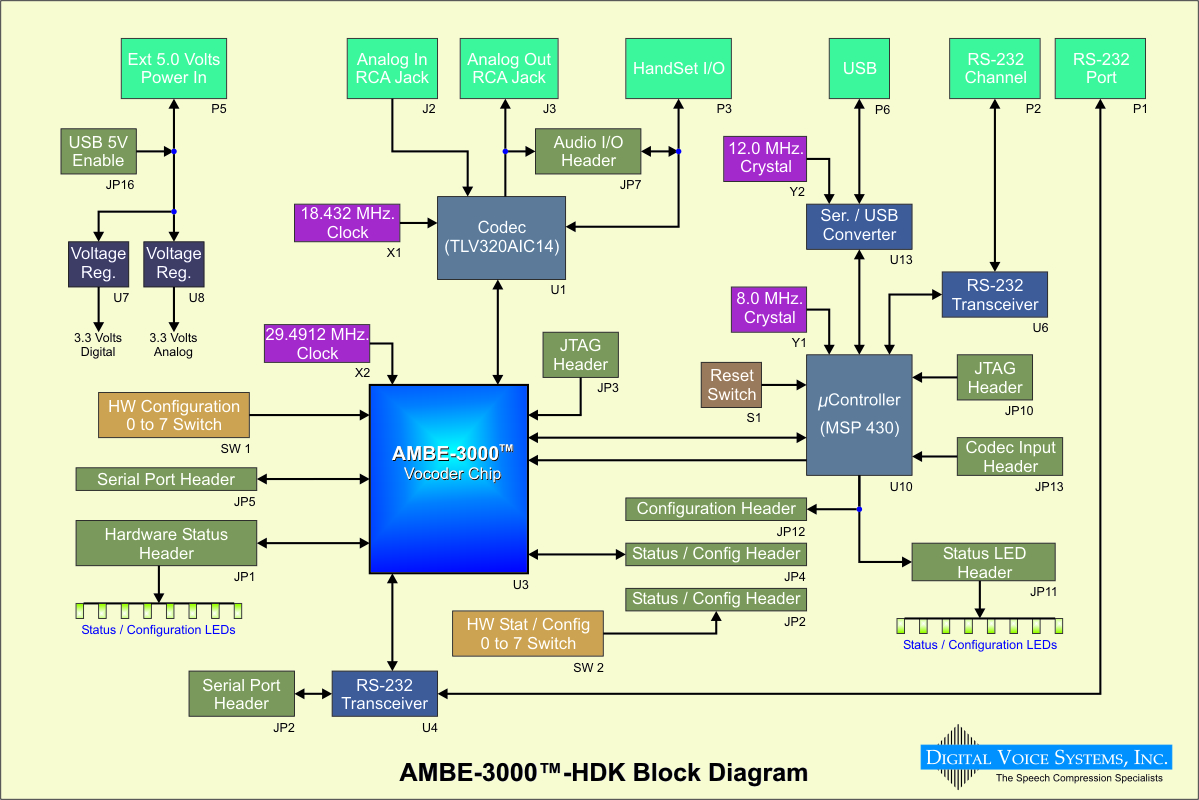 Ext 5.0 Volts
Power In
P5
Analog In
RCA Jack
J2
Analog Out
RCA Jack
J3
HandSet I/O
P3
USB
P6
RS-232
Channel
P2
RS-232
Port
P1
USB 5V
Enable
JP16
Audio I/O
Header
JP7
12.0 MHz.
Crystal
Y2
18.432 MHz.
Clock
X1
Codec
(TLV320AIC14)
U1
Ser. / USB
Converter
U13
Voltage
Reg.
U7
Voltage
Reg.
U8
RS-232
Transceiver
U6
3.3 Volts
Digital
3.3 Volts
Analog
29.4912 MHz.
Clock
X2
8.0 MHz.
Crystal
Y1
JTAG
Header
JP3
Reset
Switch
S1
µController
(MSP 430)
U10
JTAG
Header
JP10
HW Configuration
0 to 7 Switch
SW 1
AMBE-3000™
Vocoder Chip
U3
Codec Input
Header
JP13
Serial Port Header
JP5
Configuration Header
JP12
Hardware Status
Header
JP1
Status / Config Header
JP4
Status LED
Header
JP11
Status / Config Header
JP2
Status / Configuration LEDs
HW Stat / Config
0 to 7 Switch
SW 2
Status / Configuration LEDs
Serial Port
Header
JP2
RS-232
Transceiver
U4
AMBE-3000™-HDK Block Diagram
DIGITAL VOICE SYSTEMS, INC.
The Speech Compression Specialists